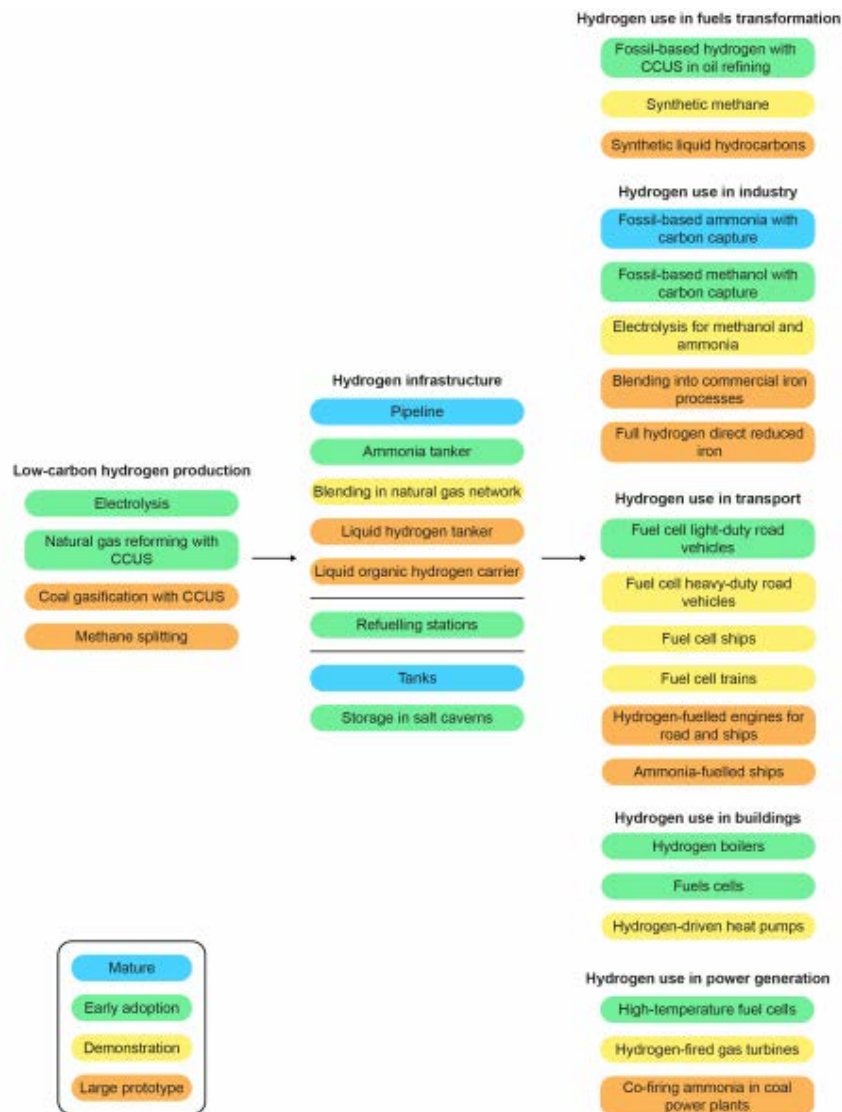 Hydrogen use in fuels transformation
Fossil-based hydrogen with
CCUS in oil refining
Synthetic methane
Synthetic liquid hydrocarbons
Hydrogen use in industry
Fossil-based ammonia with
carbon capture
Fossil-based methanol with
carbon capture
Electrolysis for methanol and
ammonia
Blending into commercial iron
processes
Full hydrogen direct reduced
iron
Hydrogen infrastructure
Pipeline
Ammonia tanker
Blending in natural gas network
Liquid hydrogen tanker
Liquid organic hydrogen carrier
Refuelling stations
Tanks
Storage in salt caverns
Low-carbon hydrogen production
Electrolysis
Natural gas reforming with
CCUS
Coal gasification with CCUS
Methane splitting
Hydrogen use in transport
Fuel cell light-duty road
vehicles
Fuel cell heavy-duty road
vehicles
Fuel cell ships
Fuel cell trains
Hydrogen-fuelled engines for
road and ships
Ammonia-fuelled ships
Hydrogen use in buildings
Hydrogen boilers
Fuels cells
Hydrogen-driven heat pumps
Hydrogen use in power generation
High-temperature fuel cells
Hydrogen-fired gas turbines
Co-firing ammonia in coal
power plants
Mature
Early adoption
Demonstration
Large prototype